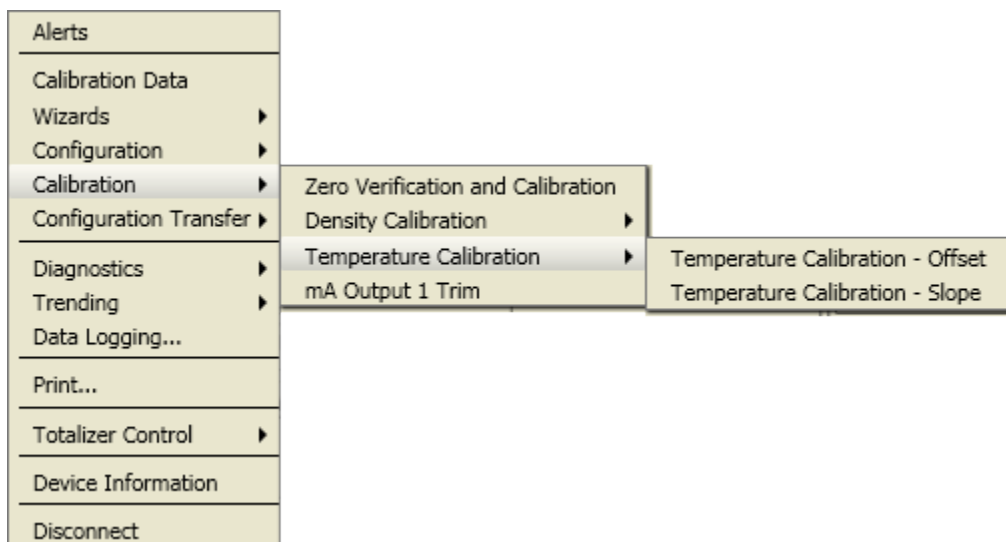 Alerts
Calibration Data
Wizards
Configuration
Calibration
Configuration Transfer
Diagnostics
Trending
Data Logging...
Print...
Totalizer Control
Device Information
Disconnect
Zero Verification and Calibration
Density Calibration
Temperature Calibration
mA Output 1 Trim
Temperature Calibration - Offset
Temperature Calibration - Slope